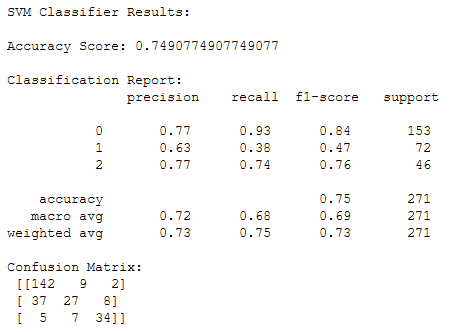 SVM Classifier Results:
Accuracy Score: 0.7490774907749077
Classification Report:
precision recall f1-score support
0 0.77 0.93 0.84 153
1 0.63 0.38 0.47 72
2 0.77 0.74 0.76 46
accuracy 0.75 271
macro avg 0.72 0.68 0.69 271
weighted avg 0.73 0.75 0.73 271
Confusion Matrix:
[[142 9 2]
[ 37 27 8]
[ 5 7 34]]